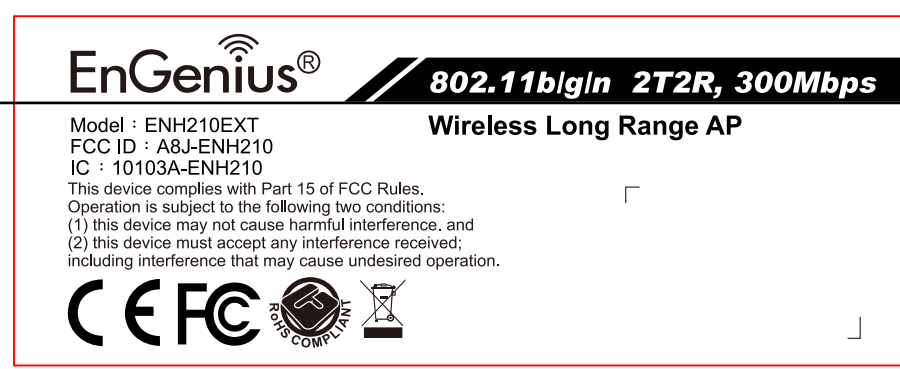 EnGenius®
802.11b/g/n 2T2R, 300Mbps
Wireless Long Range AP
Model : ENH210EXT
FCC ID : A8J-ENH210
IC : 10103A-ENH210
This device complies with Part 15 of FCC Rules.
Operation is subject to the following two conditions:
(1) this device may not cause harmful interference. and
(2) this device must accept any interference received;
including interference that may cause undesired operation.
CE FC RoHS COMPLIANT